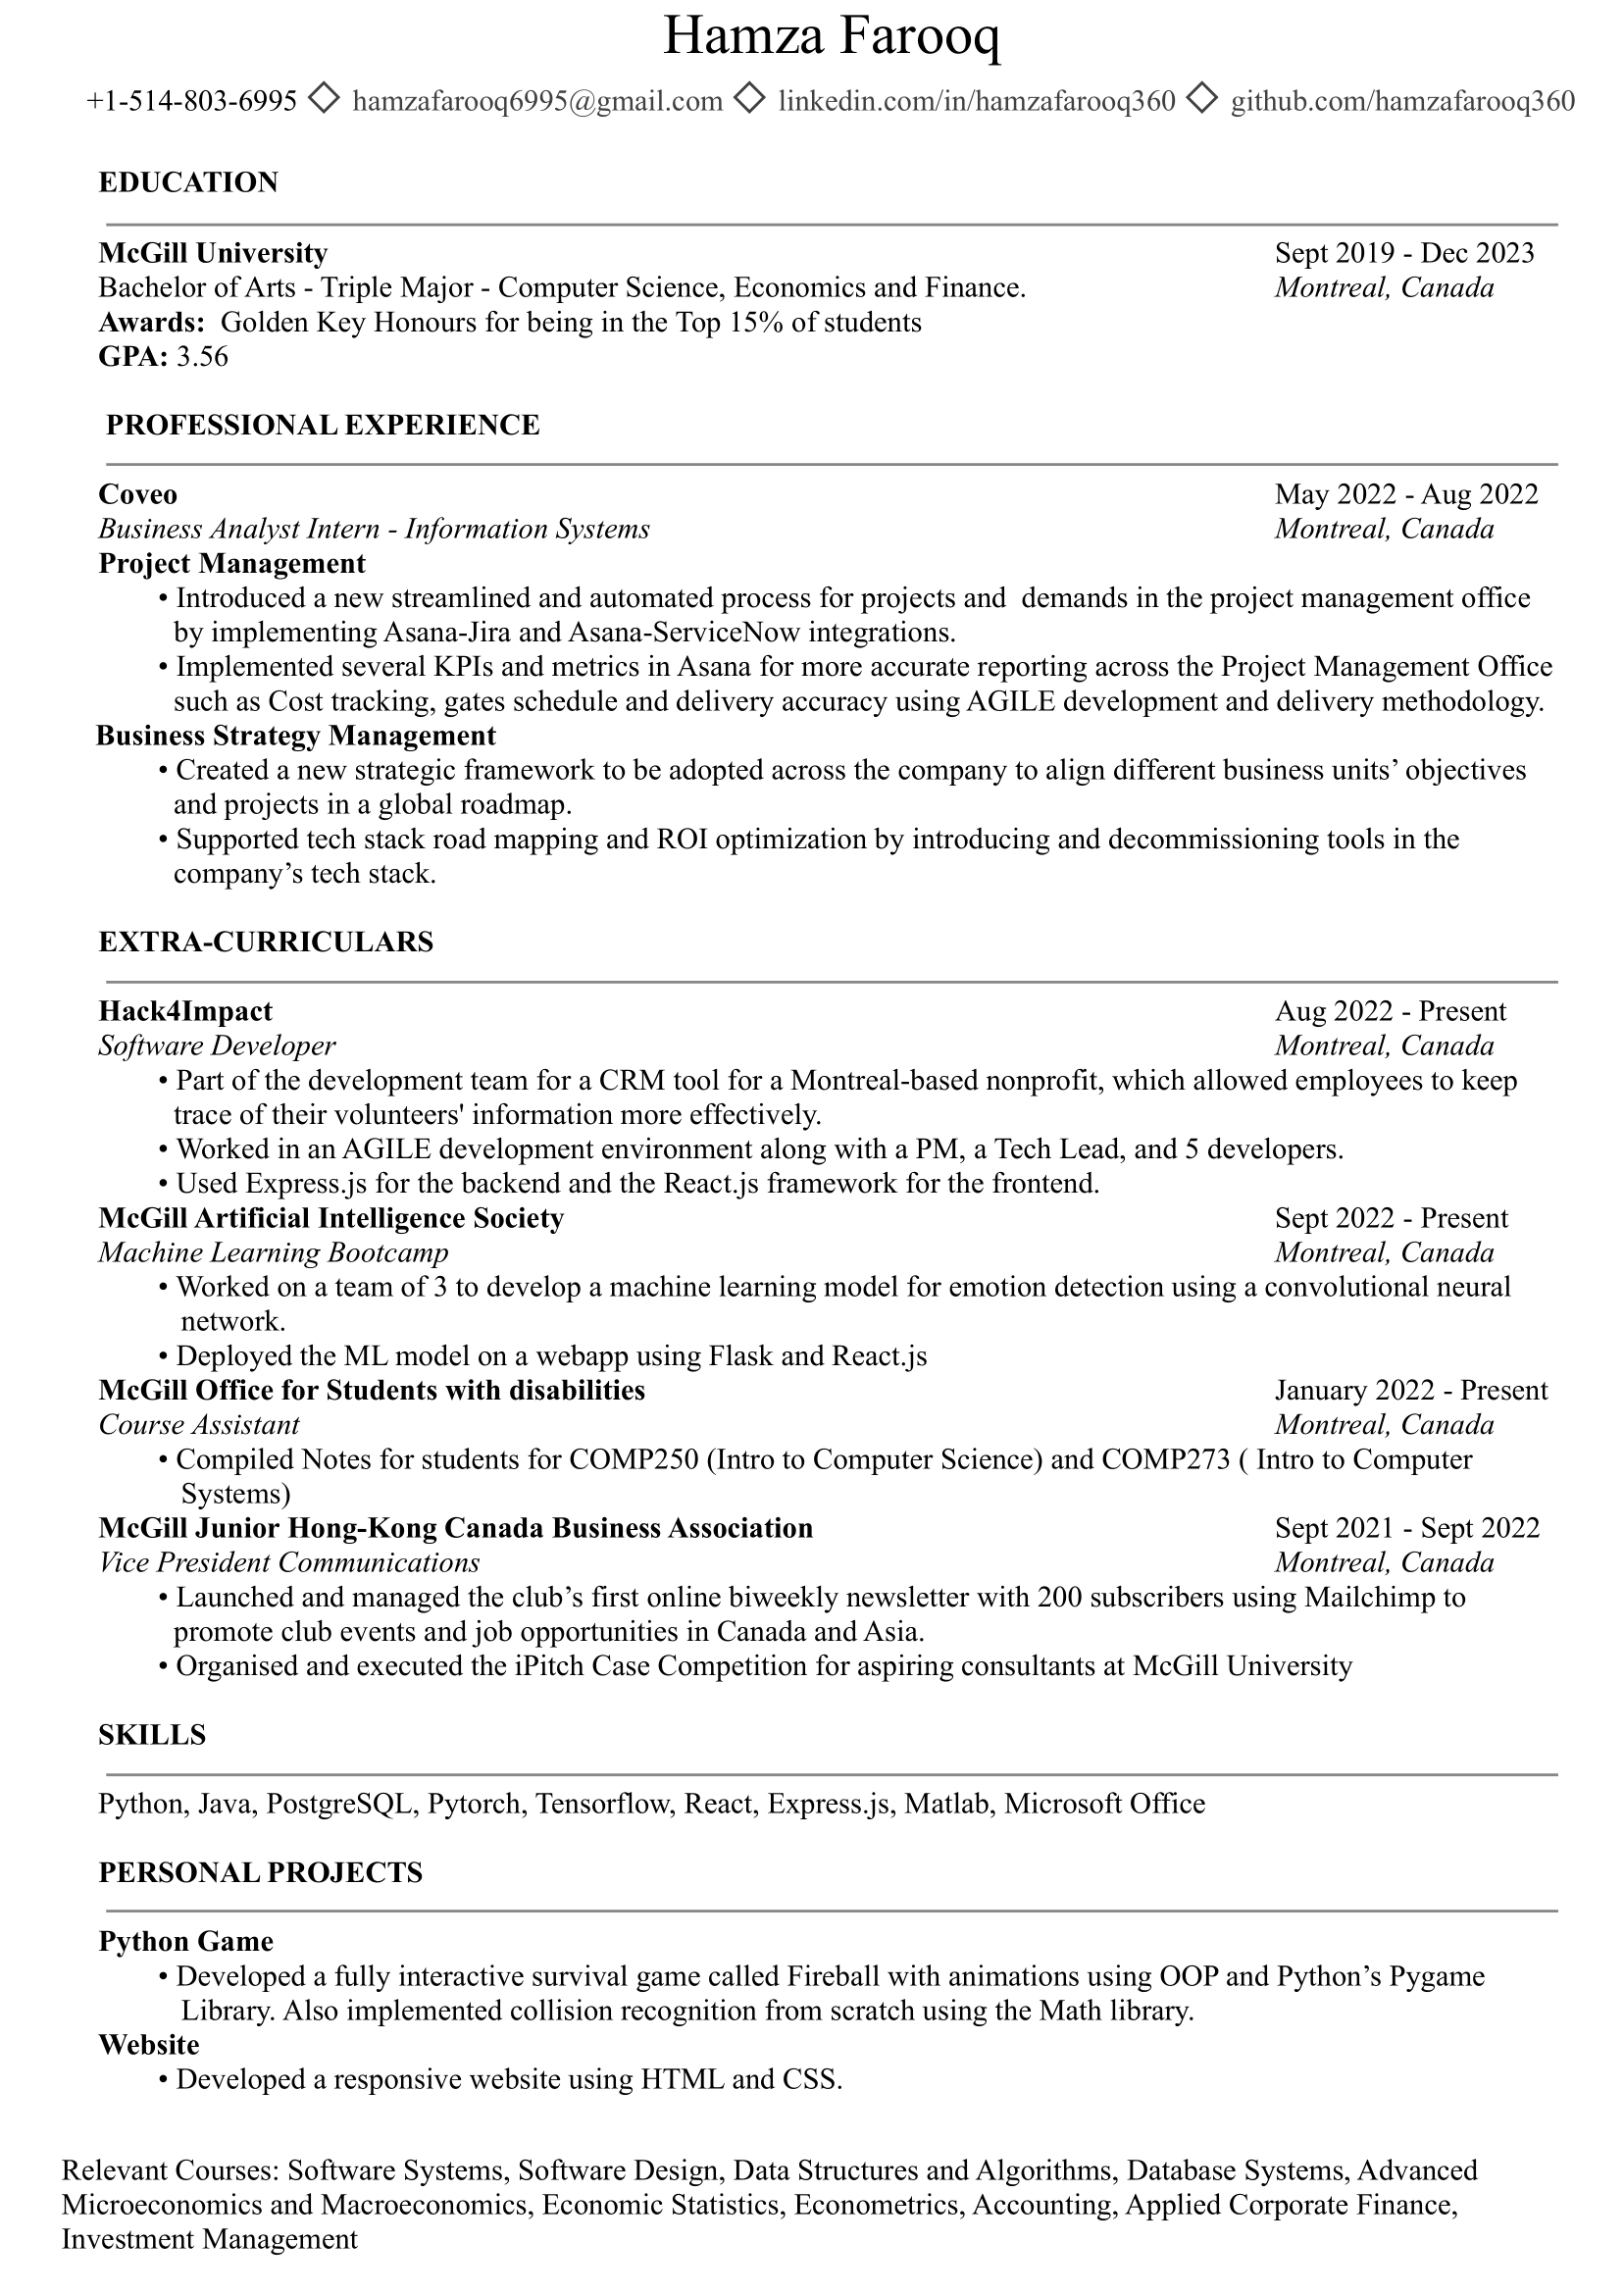 Hamza Farooq
+1-514-803-6995 ◇ hamzafarooq6995@gmail.com ◇ linkedin.com/in/hamzafarooq360 ◇ github.com/hamzafarooq360
EDUCATION
McGill University Sept 2019 - Dec 2023
Bachelor of Arts - Triple Major - Computer Science, Economics and Finance. Montreal, Canada
Awards: Golden Key Honours for being in the Top 15% of students
GPA: 3.56
PROFESSIONAL EXPERIENCE
Coveo May 2022 - Aug 2022
Business Analyst Intern - Information Systems Montreal, Canada
Project Management
• Introduced a new streamlined and automated process for projects and demands in the project management office
by implementing Asana-Jira and Asana-ServiceNow integrations.
• Implemented several KPIs and metrics in Asana for more accurate reporting across the Project Management Office
such as Cost tracking, gates schedule and delivery accuracy using AGILE development and delivery methodology.
Business Strategy Management
• Created a new strategic framework to be adopted across the company to align different business units’ objectives
and projects in a global roadmap.
• Supported tech stack road mapping and ROI optimization by introducing and decommissioning tools in the
company’s tech stack.
EXTRA-CURRICULARS
Hack4Impact Aug 2022 - Present
Software Developer Montreal, Canada
• Part of the development team for a CRM tool for a Montreal-based nonprofit, which allowed employees to keep
trace of their volunteers' information more effectively.
• Worked in an AGILE development environment along with a PM, a Tech Lead, and 5 developers.
• Used Express.js for the backend and the React.js framework for the frontend.
McGill Artificial Intelligence Society Sept 2022 - Present
Machine Learning Bootcamp Montreal, Canada
• Worked on a team of 3 to develop a machine learning model for emotion detection using a convolutional neural
network.
• Deployed the ML model on a webapp using Flask and React.js
McGill Office for Students with disabilities January 2022 - Present
Course Assistant Montreal, Canada
• Compiled Notes for students for COMP250 (Intro to Computer Science) and COMP273 ( Intro to Computer
Systems)
McGill Junior Hong-Kong Canada Business Association Sept 2021 - Sept 2022
Vice President Communications Montreal, Canada
• Launched and managed the club’s first online biweekly newsletter with 200 subscribers using Mailchimp to
promote club events and job opportunities in Canada and Asia.
• Organised and executed the iPitch Case Competition for aspiring consultants at McGill University
SKILLS
Python, Java, PostgreSQL, Pytorch, Tensorflow, React, Express.js, Matlab, Microsoft Office
PERSONAL PROJECTS
Python Game
• Developed a fully interactive survival game called Fireball with animations using OOP and Python’s Pygame
Library. Also implemented collision recognition from scratch using the Math library.
Website
• Developed a responsive website using HTML and CSS.
Relevant Courses: Software Systems, Software Design, Data Structures and Algorithms, Database Systems, Advanced
Microeconomics and Macroeconomics, Economic Statistics, Econometrics, Accounting, Applied Corporate Finance,
Investment Management